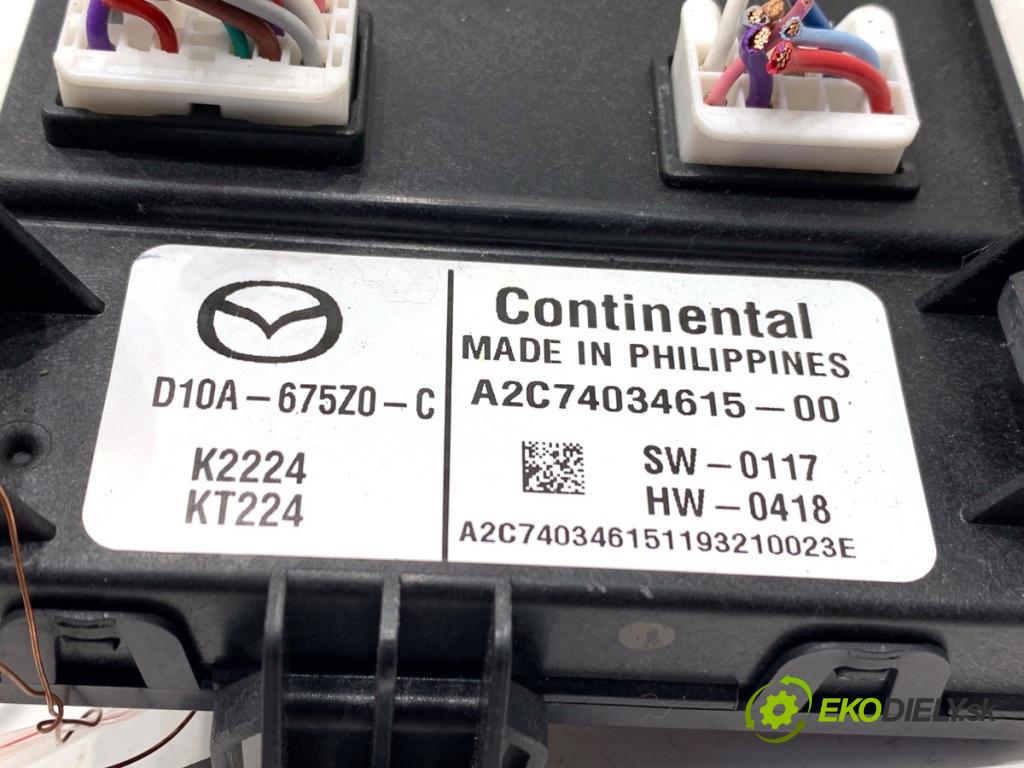 D10A-675Z0-C
K2224
KT224
Continental
MADE IN PHILIPPINES
A2C74034615-00
SW-0117
HW-0418
A2C740346151193210023E
EKODIELY.sk